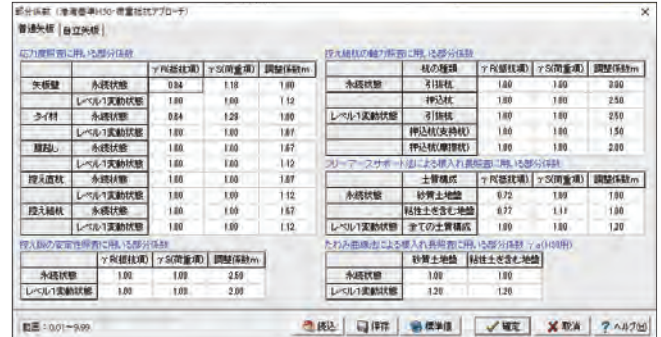 部分係数（港湾基準H30-荷重抵抗アプローチ）
普通矢板 自立矢板
応力度照査に用いる部分係数
γR(抵抗項) γS(荷重項) 調整係数m
矢板壁 永続状態 0.84 1.18 1.00
レベル1変動状態 1.00 1.00 1.12
タイ材 永続状態 0.64 1.29 1.00
レベル1変動状態 1.00 1.00 1.67
腹起し 永続状態 1.00 1.00 1.67
レベル1変動状態 1.00 1.00 1.12
控え直杭 永続状態 1.00 1.00 1.67
レベル1変動状態 1.00 1.00 1.12
控え組杭 永続状態 1.00 1.00 1.67
レベル1変動状態 1.00 1.00 1.12
控え版の安定性照査に用いる部分係数
γR(抵抗項) γS(荷重項) 調整係数m
永続状態 1.00 1.00 2.50
レベル1変動状態 1.00 1.00 2.00
控え組杭の軸力照査に用いる部分係数
杭の種類 γR(抵抗項) γS(荷重項) 調整係数m
永続状態 引抜杭 1.00 1.00 3.00
押込杭 1.00 1.00 2.50
レベル1変動状態 引抜杭 1.00 1.00 2.50
押込杭(支持杭) 1.00 1.00 1.50
押込杭(摩擦杭) 1.00 1.00 2.00
フリーアースサポート法による根入れ長照査に用いる部分係数
土質構成 γR(抵抗項) γS(荷重項) 調整係数m
永続状態 砂質土地盤 0.72 1.09 1.00
粘性土を含む地盤 0.77 1.11 1.00
レベル1変動状態 全ての土質構成 1.00 1.00 1.20
たわみ曲線法による根入れ長照査に用いる部分係数 γa(H30用)
砂質土地盤 粘性土を含む地盤
永続状態 1.00 1.00
レベル1変動状態 1.20 1.20
範囲：0.01～9.99
読込 保存 標準値 確定 取消 ヘルプ(H)